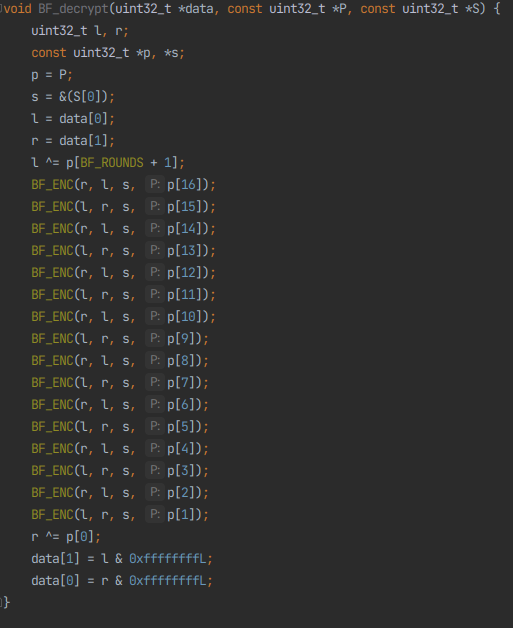 void BF_decrypt(uint32_t *data, const uint32_t *P, const uint32_t *S) {
    uint32_t l, r;
    const uint32_t *p, *s;
    p = P;
    s = &(S[0]);
    l = data[0];
    r = data[1];
    l ^= p[BF_ROUNDS + 1];
    BF_ENC(r, l, s, P: p[16]);
    BF_ENC(l, r, s, P: p[15]);
    BF_ENC(r, l, s, P: p[14]);
    BF_ENC(l, r, s, P: p[13]);
    BF_ENC(r, l, s, P: p[12]);
    BF_ENC(l, r, s, P: p[11]);
    BF_ENC(r, l, s, P: p[10]);
    BF_ENC(l, r, s, P: p[9]);
    BF_ENC(r, l, s, P: p[8]);
    BF_ENC(l, r, s, P: p[7]);
    BF_ENC(r, l, s, P: p[6]);
    BF_ENC(l, r, s, P: p[5]);
    BF_ENC(r, l, s, P: p[4]);
    BF_ENC(l, r, s, P: p[3]);
    BF_ENC(r, l, s, P: p[2]);
    BF_ENC(l, r, s, P: p[1]);
    r ^= p[0];
    data[1] = l & 0xffffffffL;
    data[0] = r & 0xffffffffL;
}